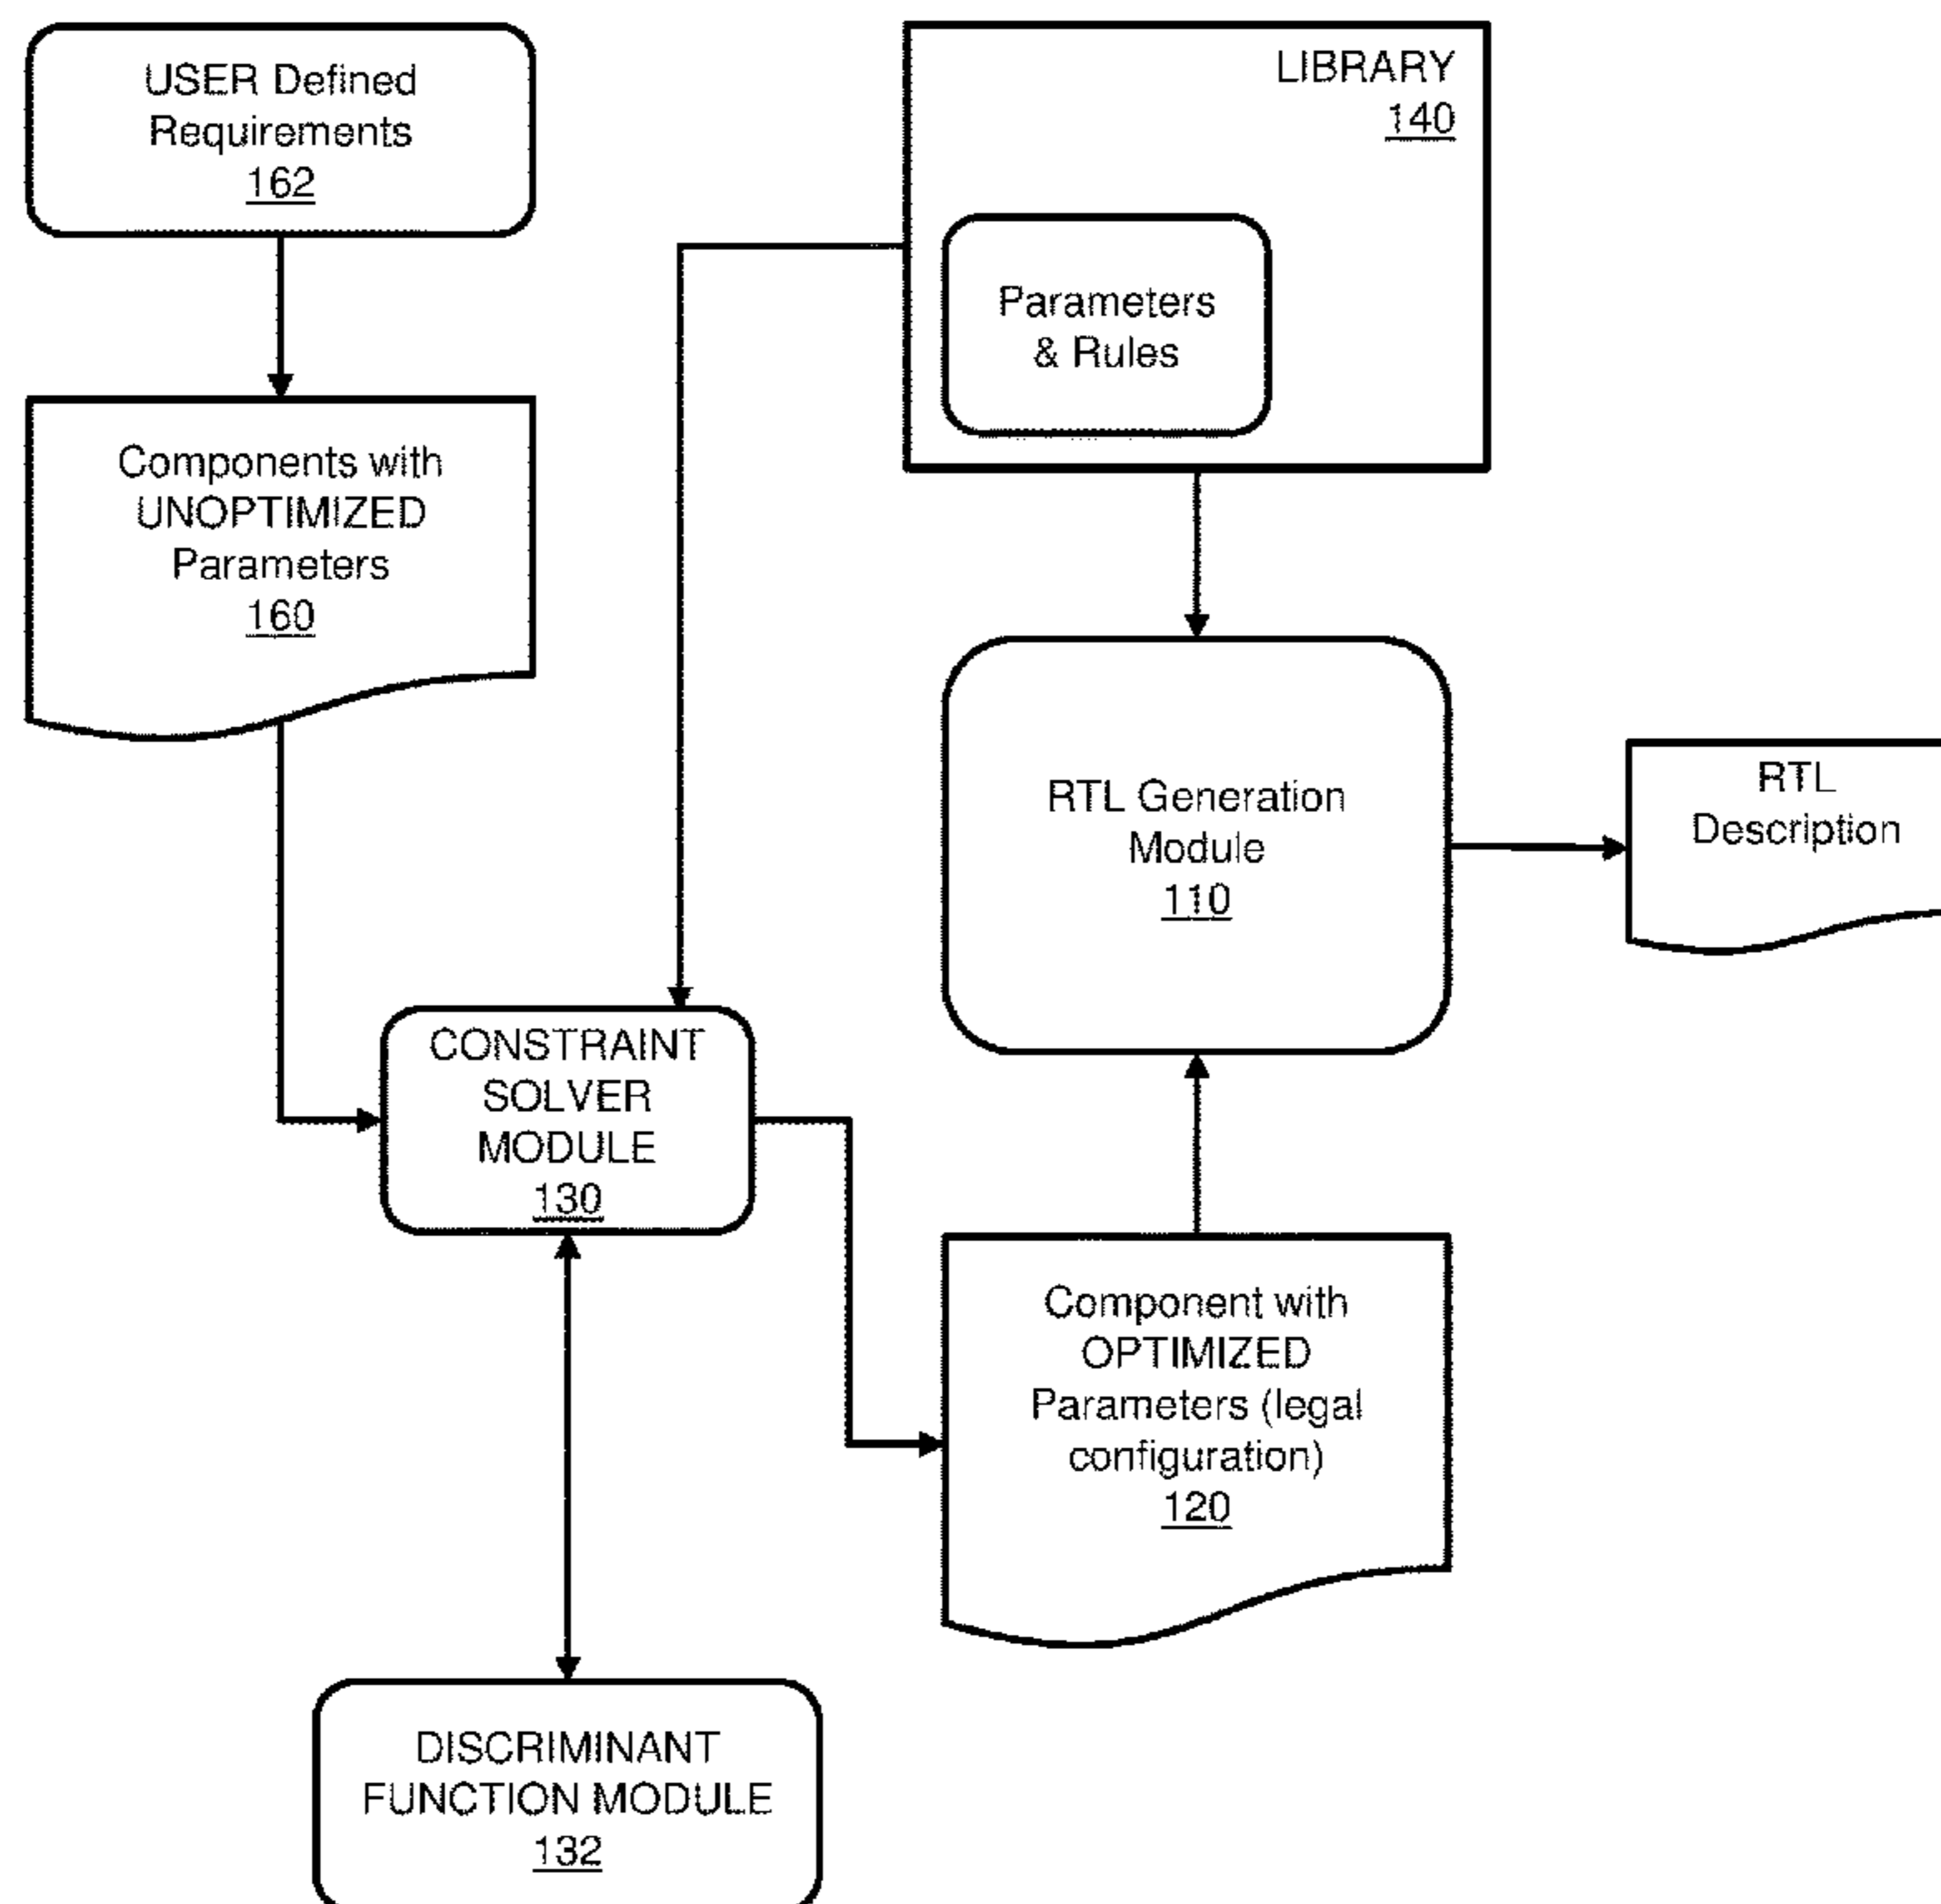 USER Defined
Requirements
162
LIBRARY
140
Parameters
& Rules
Components with
UNOPTIMIZED
Parameters
160
RTL Generation
Module
110
RTL
Description
CONSTRAINT
SOLVER
MODULE
130
Component with
OPTIMIZED
Parameters (legal
configuration)
120
DISCRIMINANT
FUNCTION MODULE
132